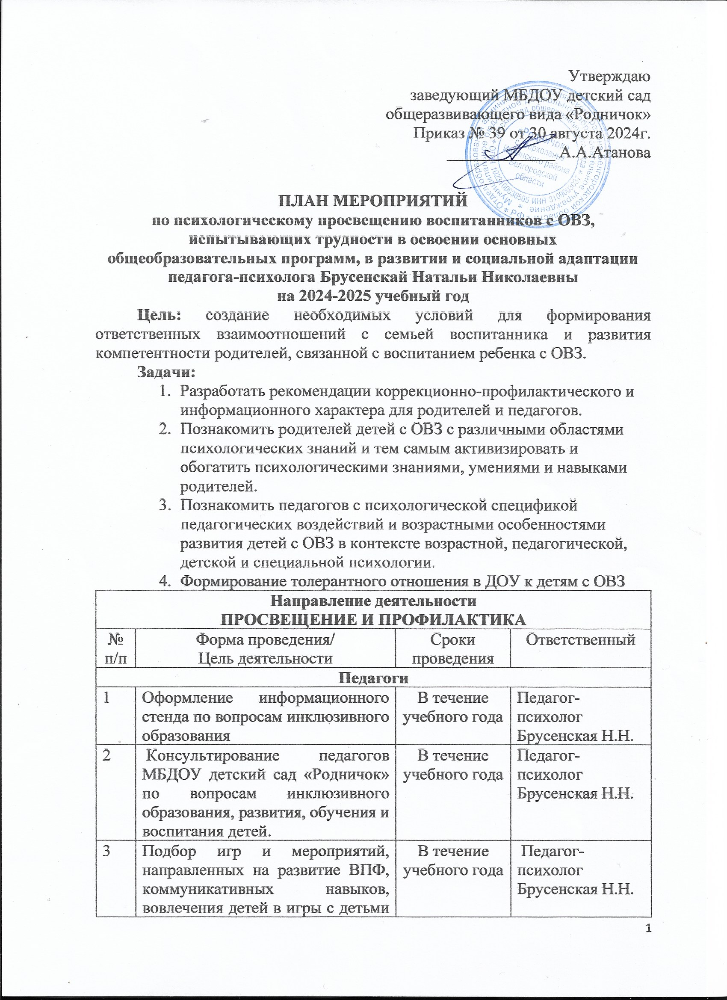 Утверждаю
заведующий МБДОУ детский сад
общеразвивающего вида «Родничок»
Приказ № 39 от 30 августа 2024г.
_____________ А.А.Атанова
«Родничок»
Ивнянского района
Белгородской
области
ИНН 3109003037
ПЛАН МЕРОПРИЯТИЙ
по психологическому просвещению воспитанников с ОВЗ,
испытывающих трудности в освоении основных
общеобразовательных программ, в развитии и социальной адаптации
педагога-психолога Брусенскай Натальи Николаевны
на 2024-2025 учебный год
Цель: создание необходимых условий для формирования
ответственных взаимоотношений с семьей воспитанника и развития
компетентности родителей, связанной с воспитанием ребенка с ОВЗ.
Задачи:
1. Разработать рекомендации коррекционно-профилактического и
информационного характера для родителей и педагогов.
2. Познакомить родителей детей с ОВЗ с различными областями
психологических знаний и тем самым активизировать и
обогатить психологическими знаниями, умениями и навыками
родителей.
3. Познакомить педагогов с психологической спецификой
педагогических воздействий и возрастными особенностями
развития детей с ОВЗ в контексте возрастной, педагогической,
детской и специальной психологии.
4. Формирование толерантного отношения в ДОУ к детям с ОВЗ
Направление деятельности
ПРОСВЕЩЕНИЕ И ПРОФИЛАКТИКА
№ п/п
Форма проведения/
Цель деятельности
Сроки
проведения
Ответственный
Педагоги
1
Оформление информационного
стенда по вопросам инклюзивного
образования
В течение
учебного года
Педагог-
психолог
Брусенская Н.Н.
2
Консультирование педагогов
МБДОУ детский сад «Родничок»
по вопросам инклюзивного
образования, развития, обучения и
воспитания детей.
В течение
учебного года
Педагог-
психолог
Брусенская Н.Н.
3
Подбор игр и мероприятий,
направленных на развитие ВПФ,
коммуникативных навыков,
вовлечения детей в игры с детьми
В течение
учебного года
Педагог-
психолог
Брусенская Н.Н.
1